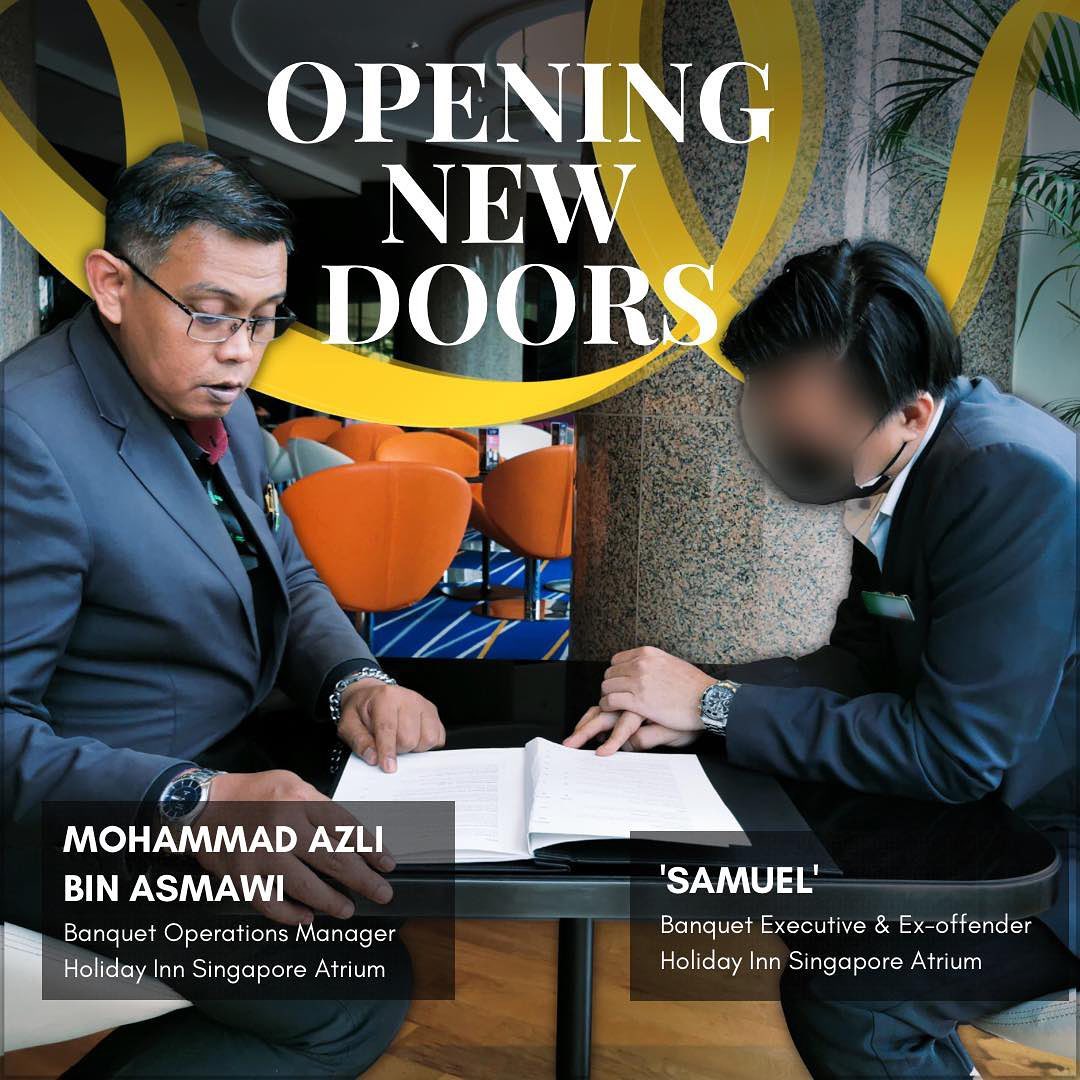 OPENING
NEW
DOORS
MOHAMMAD AZLI
BIN ASMAWI
Banquet Operations Manager
Holiday Inn Singapore Atrium
'SAMUEL'
Banquet Executive & Ex-offender
Holiday Inn Singapore Atrium